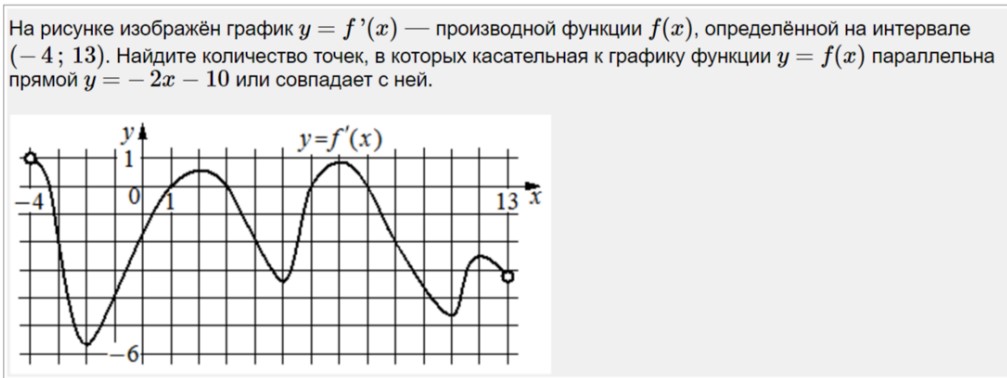 На рисунке изображён график y = f ’(x) — производной функции f(x), определённой на интервале
(− 4 ; 13). Найдите количество точек, в которых касательная к графику функции y = f(x) параллельна
прямой y = − 2x − 10 или совпадает с ней.
y y=f′(x)
1
−4 0 1 13 x
−6